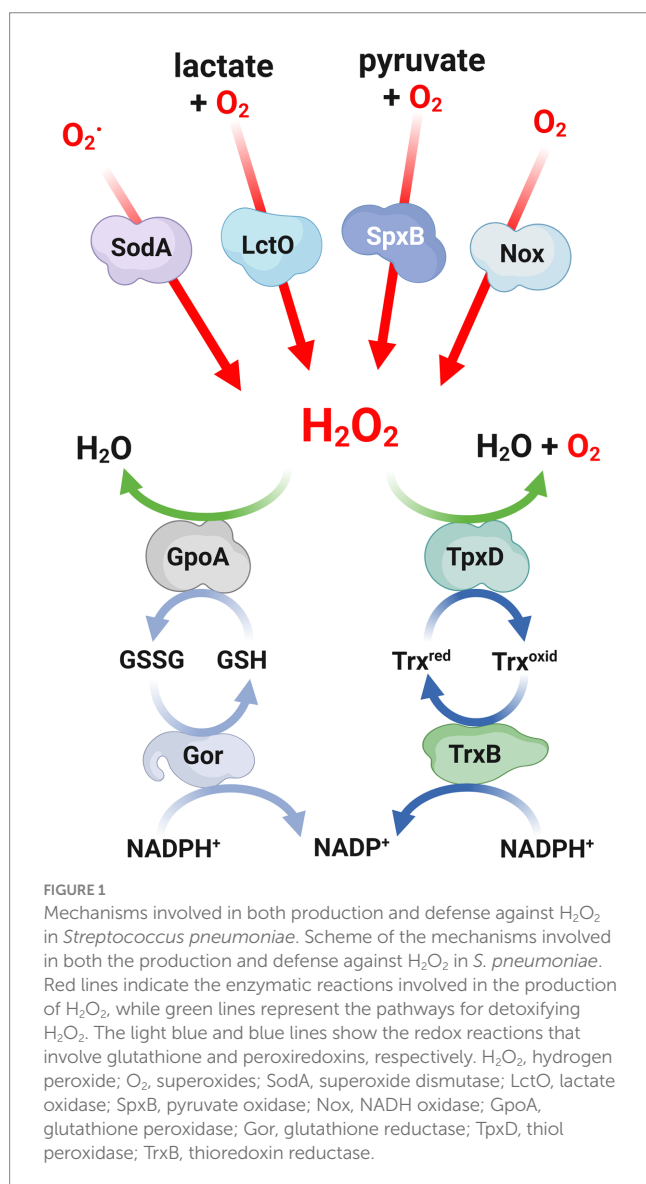 lactate
+ O₂
pyruvate
+ O₂
O₂˙
O₂
SodA
LctO
SpxB
Nox
H₂O₂
H₂O
H₂O + O₂
GpoA
TpxD
GSSG
GSH
Trxʳᵉᵈ
Trxᵒˣⁱᵈ
Gor
TrxB
NADPH⁺
NADP⁺
NADPH⁺
FIGURE 1
Mechanisms involved in both production and defense against H₂O₂
in Streptococcus pneumoniae. Scheme of the mechanisms involved
in both the production and defense against H₂O₂ in S. pneumoniae.
Red lines indicate the enzymatic reactions involved in the production
of H₂O₂, while green lines represent the pathways for detoxifying
H₂O₂. The light blue and blue lines show the redox reactions that
involve glutathione and peroxiredoxins, respectively. H₂O₂, hydrogen
peroxide; O₂, superoxides; SodA, superoxide dismutase; LctO, lactate
oxidase; SpxB, pyruvate oxidase; Nox, NADH oxidase; GpoA,
glutathione peroxidase; Gor, glutathione reductase; TpxD, thiol
peroxidase; TrxB, thioredoxin reductase.